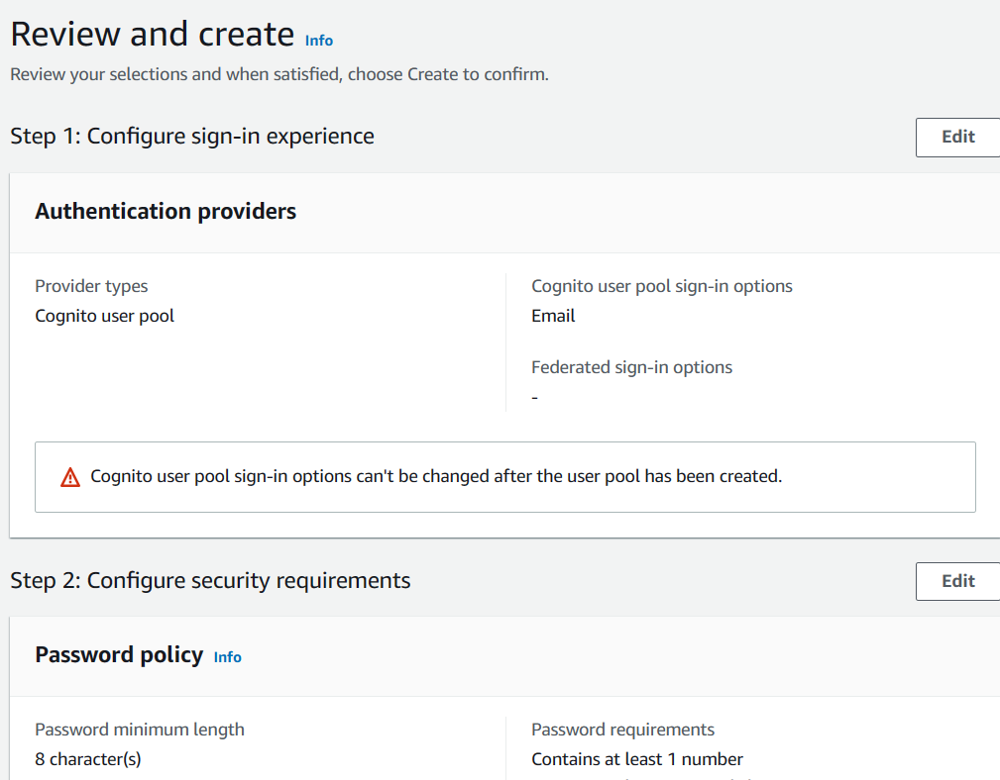 Review and create Info
Review your selections and when satisfied, choose Create to confirm.
Step 1: Configure sign-in experience
Edit
Authentication providers
Provider types
Cognito user pool
Cognito user pool sign-in options
Email
Federated sign-in options
-
Cognito user pool sign-in options can't be changed after the user pool has been created.
Step 2: Configure security requirements
Edit
Password policy Info
Password minimum length
8 character(s)
Password requirements
Contains at least 1 number